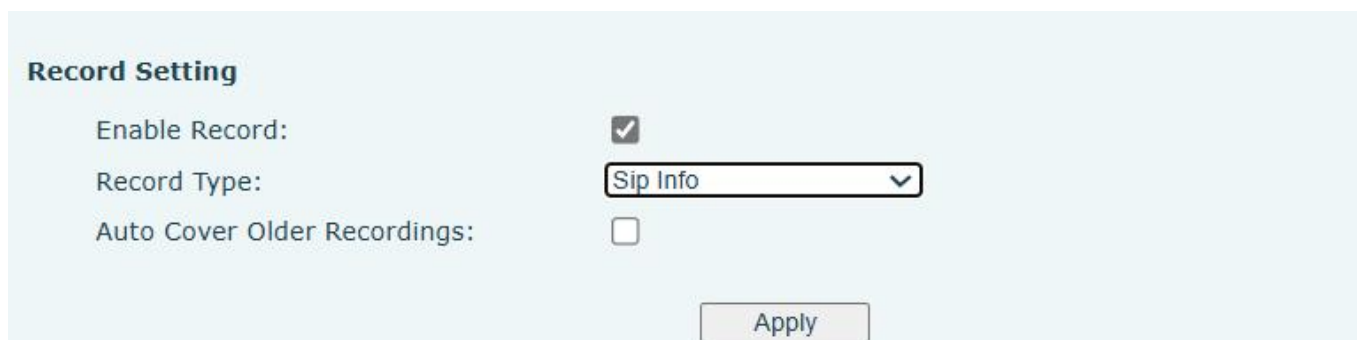 Record Setting
Enable Record:
Record Type: Sip Info
Auto Cover Older Recordings:
Apply